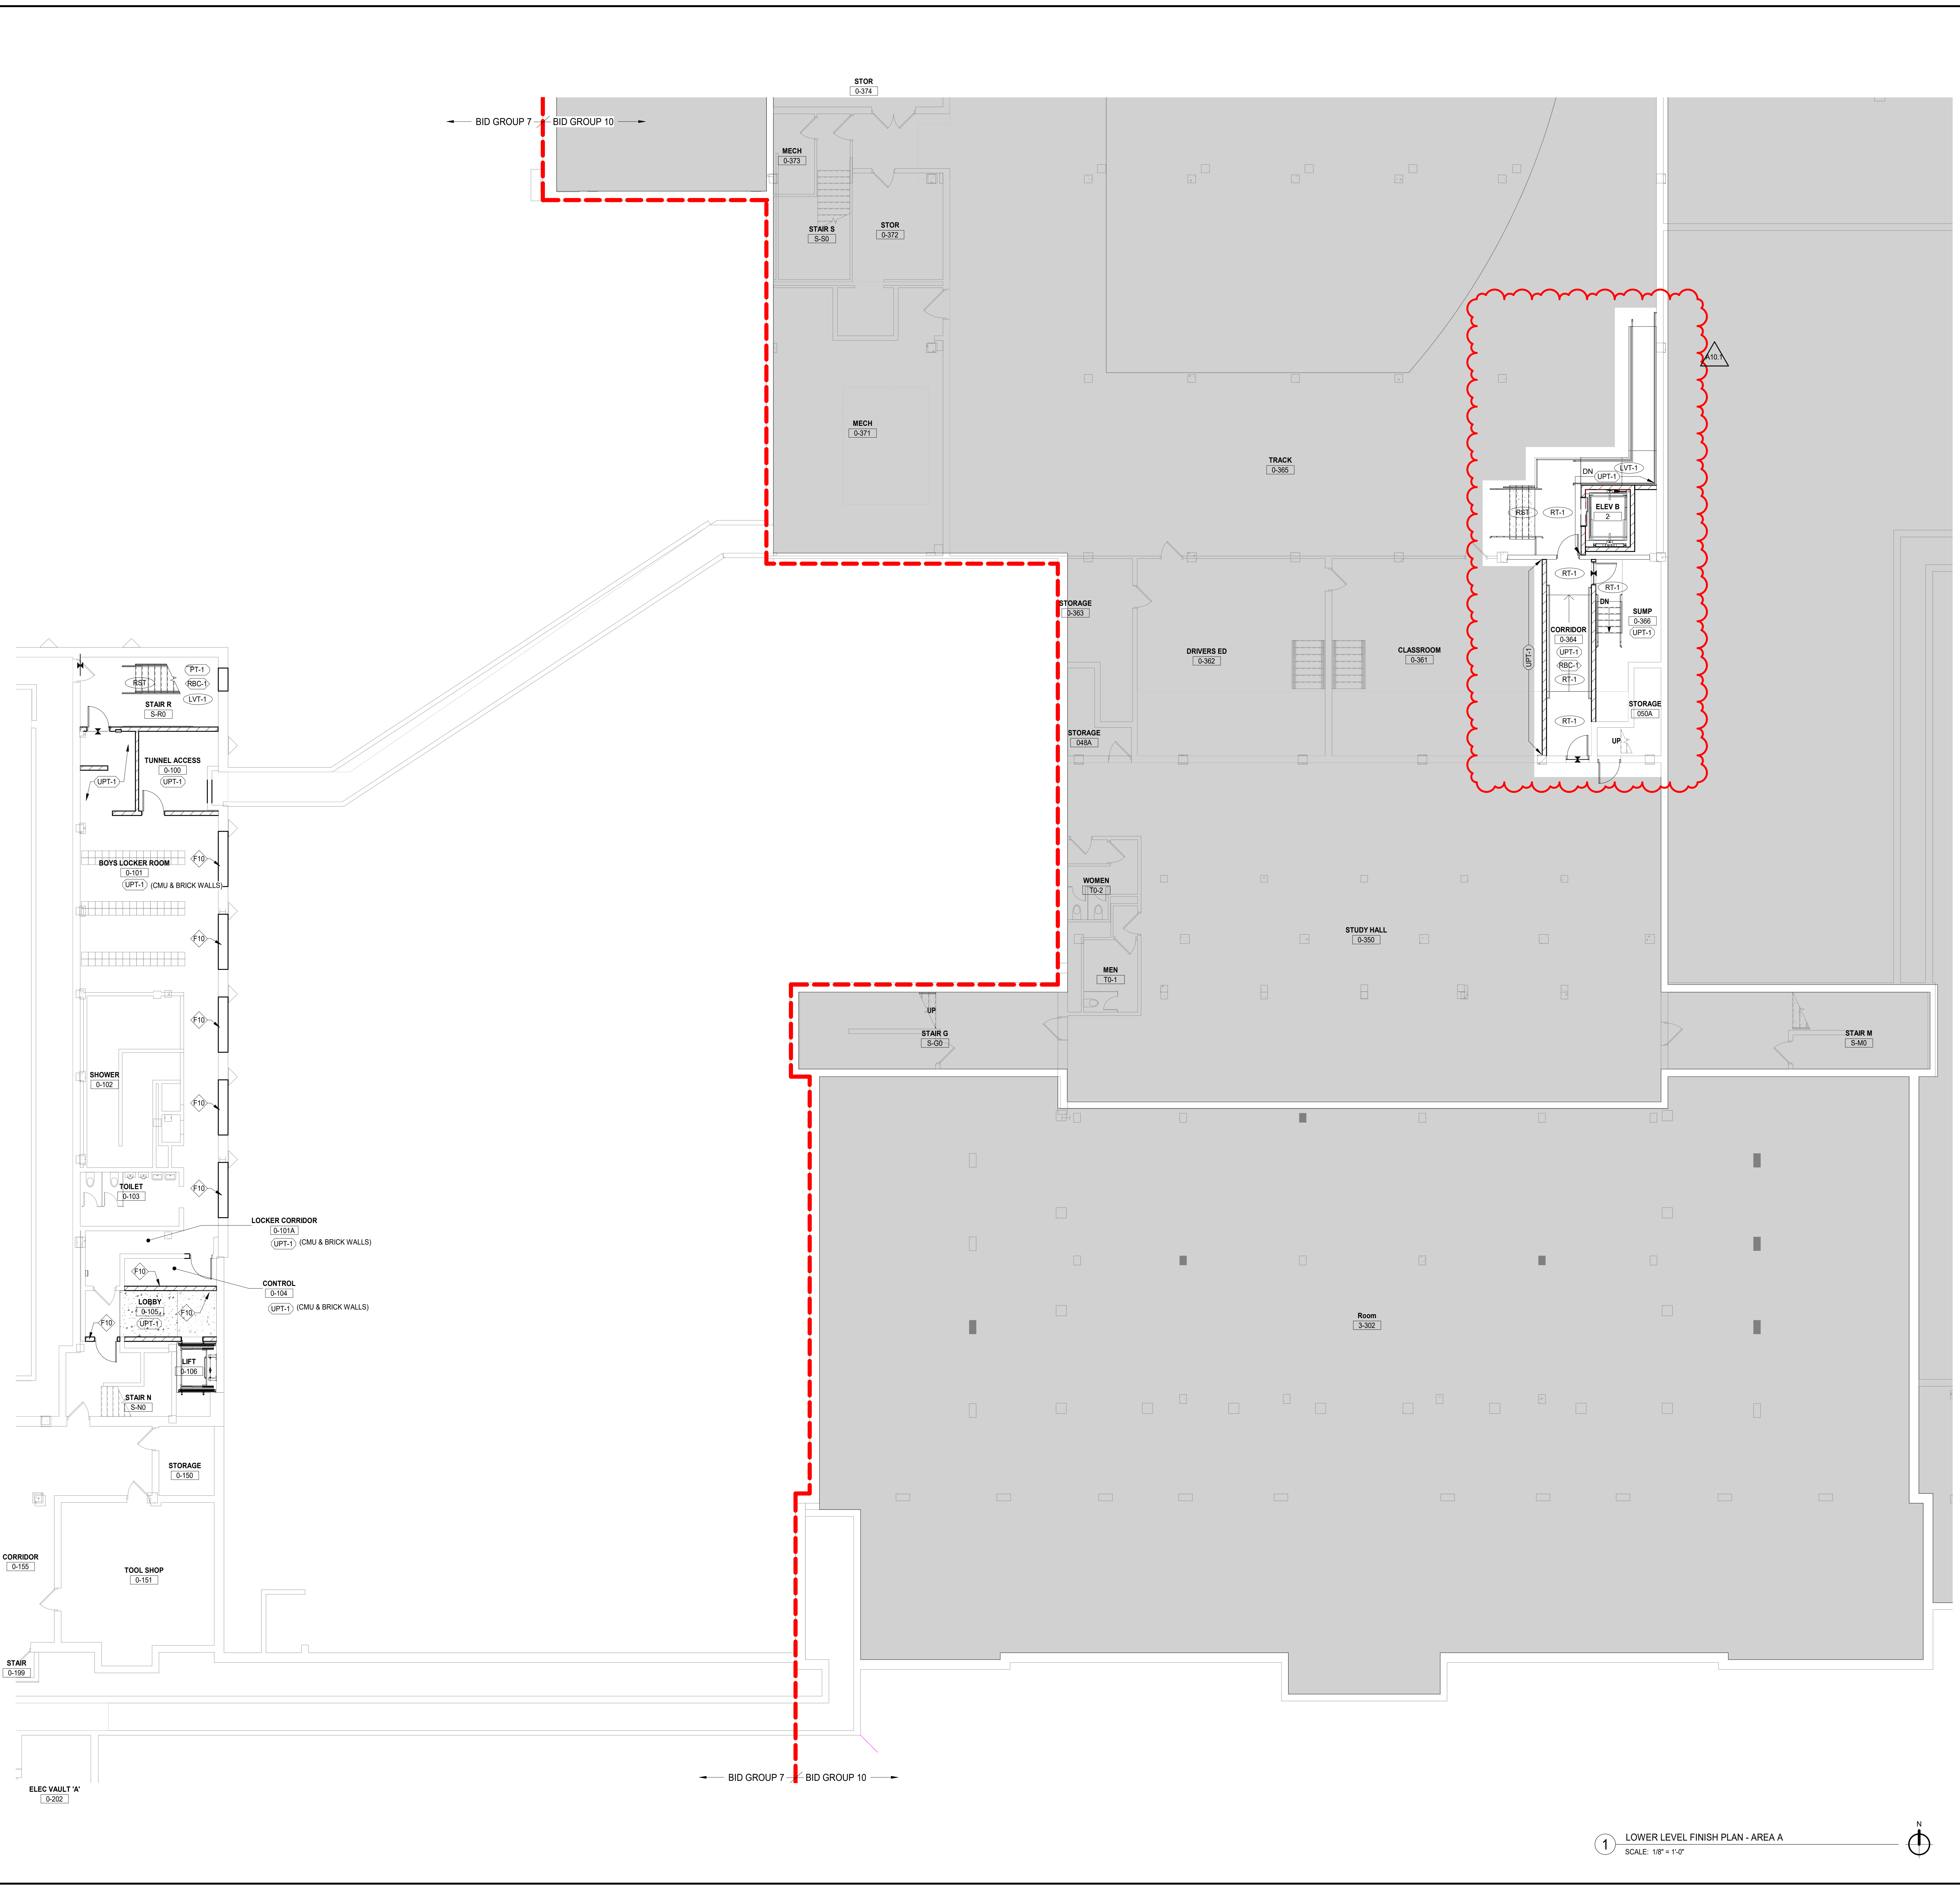 STOR
0-374
BID GROUP 7
BID GROUP 10
MECH
0-373
STAIR S
S-S0
STOR
0-372
A10.1
MECH
0-371
TRACK
0-365
DN
UPT-1
LVT-1
RST
RT-1
ELEV B
2
RT-1
RT-1
STORAGE
0-363
DN
SUMP
0-366
UPT-1
CORRIDOR
0-364
UPT-1
RBC-1
RT-1
UPT-1
DRIVERS ED
0-362
CLASSROOM
0-361
STORAGE
050A
RT-1
UP
STORAGE
048A
RST
PT-1
RBC-1
LVT-1
STAIR R
S-R0
TUNNEL ACCESS
0-100
UPT-1
UPT-1
BOYS LOCKER ROOM
0-101
UPT-1 (CMU & BRICK WALLS)
F10
F10
F10
F10
F10
WOMEN
T0-2
STUDY HALL
0-350
MEN
T0-1
UP
STAIR G
S-G0
STAIR M
S-M0
SHOWER
0-102
TOILET
0-103
LOCKER CORRIDOR
0-101A
UPT-1 (CMU & BRICK WALLS)
F10
CONTROL
0-104
UPT-1 (CMU & BRICK WALLS)
LOBBY
0-105
UPT-1
F10
F10
LIFT
0-106
STAIR N
S-N0
Room
3-302
STORAGE
0-150
CORRIDOR
0-155
TOOL SHOP
0-151
STAIR
0-199
BID GROUP 7
BID GROUP 10
ELEC VAULT 'A'
0-202
1
LOWER LEVEL FINISH PLAN - AREA A
SCALE: 1/8" = 1'-0"
N